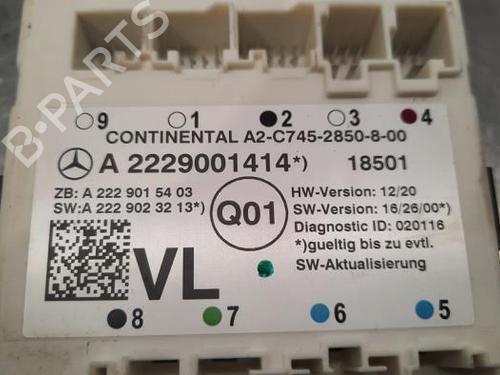 B-PARTS
9 1 2 3 4
CONTINENTAL A2-C745-2850-8-00
A 2229001414*) 18501
ZB: A 222 901 54 03 HW-Version: 12/20
SW:A 222 902 32 13*) Q01 SW-Version: 16/26/00*)
Diagnostic ID: 020116
*)gueltig bis zu evtl.
VL SW-Aktualisierung
8 7 6 5